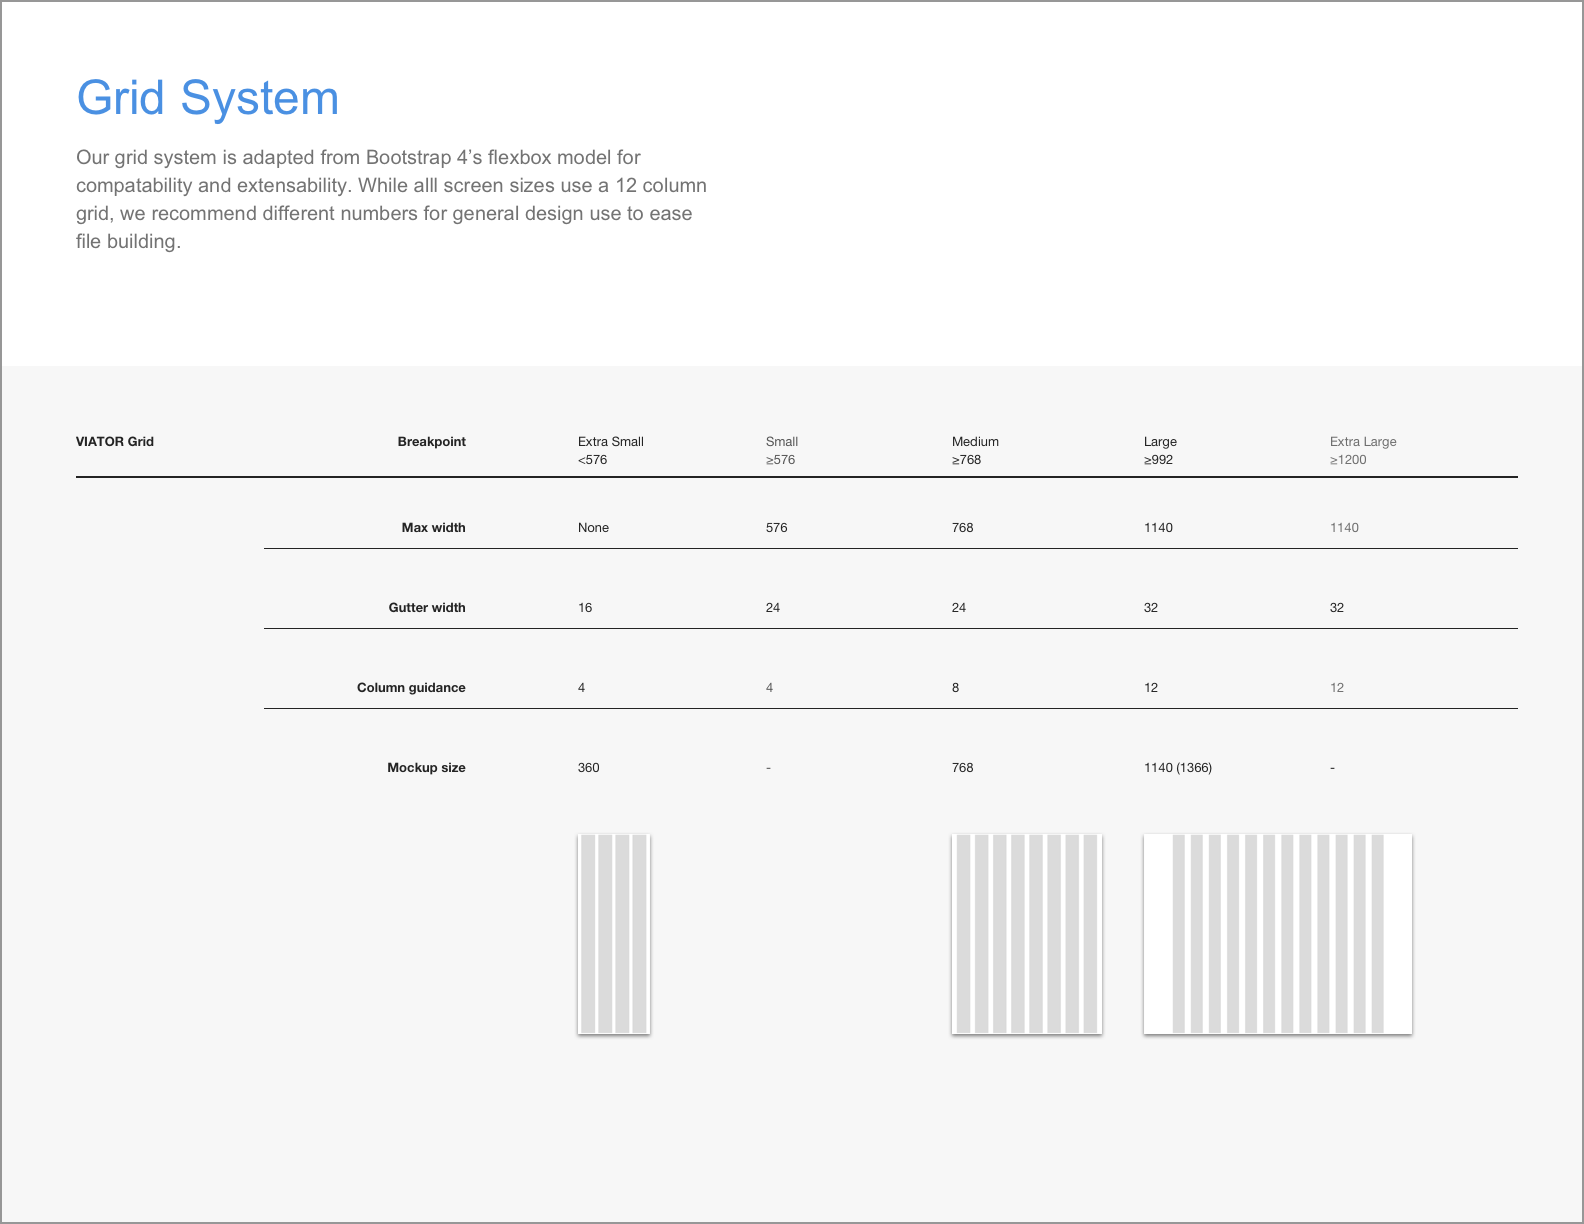 Grid System
Our grid system is adapted from Bootstrap 4’s flexbox model for
compatability and extensability. While alll screen sizes use a 12 column
grid, we recommend different numbers for general design use to ease
file building.
VIATOR Grid Breakpoint Extra Small Small Medium Large Extra Large
<576 ≥576 ≥768 ≥992 ≥1200
Max width None 576 768 1140 1140
Gutter width 16 24 24 32 32
Column guidance 4 4 8 12 12
Mockup size 360 - 768 1140 (1366) -